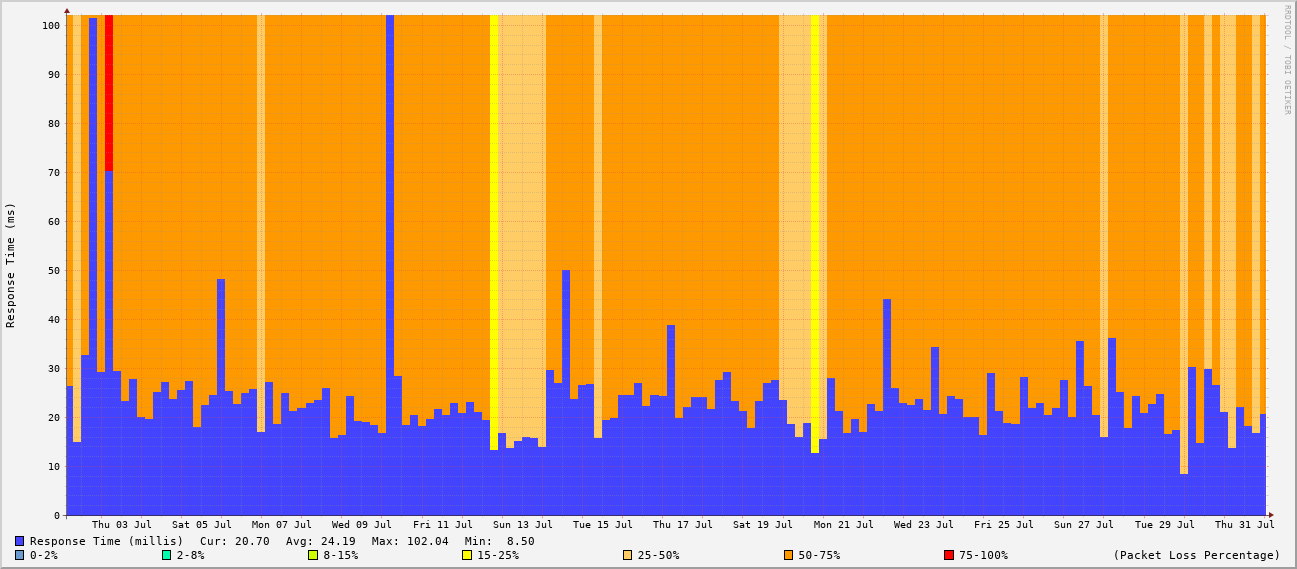 RRDTOOL / TOBI OETIKER
Response Time (ms)
100
90
80
70
60
50
40
30
20
10
0
Thu 03 Jul Sat 05 Jul Mon 07 Jul Wed 09 Jul Fri 11 Jul Sun 13 Jul Tue 15 Jul Thu 17 Jul Sat 19 Jul Mon 21 Jul Wed 23 Jul Fri 25 Jul Sun 27 Jul Tue 29 Jul Thu 31 Jul
Response Time (millis) Cur: 20.70 Avg: 24.19 Max: 102.04 Min: 8.50
0-2% 2-8% 8-15% 15-25% 25-50% 50-75% 75-100% (Packet Loss Percentage)